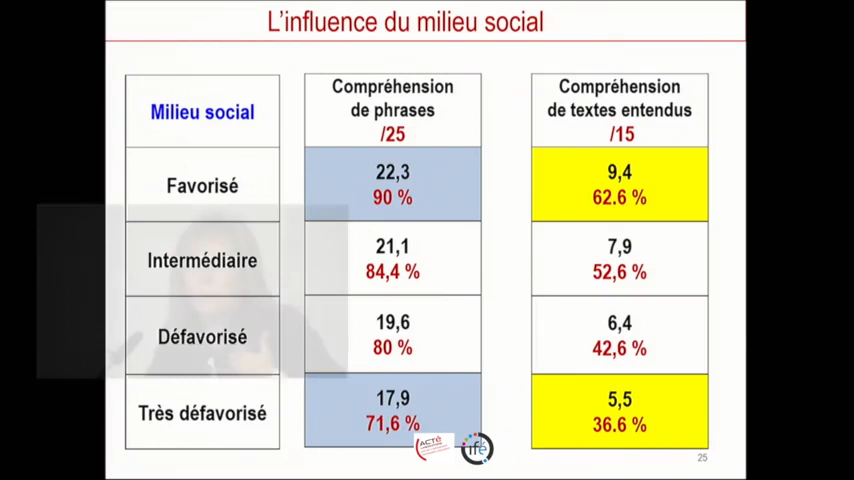 L'influence du milieu social
Milieu social
Compréhension
de phrases
/25
Compréhension
de textes entendus
/15
Favorisé
22,3
90 %
9,4
62.6 %
Intermédiaire
21,1
84,4 %
7,9
52,6 %
Défavorisé
19,6
80 %
6,4
42,6 %
Très défavorisé
17,9
71,6 %
5,5
36.6 %
ACTé
ifé
25